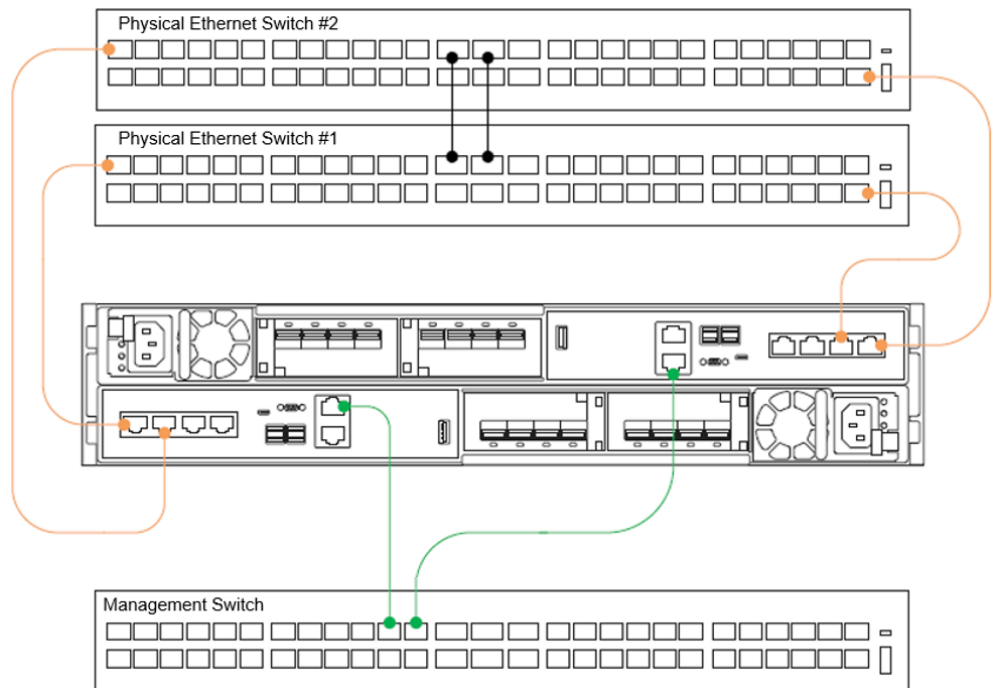 Physical Ethernet Switch #2
Physical Ethernet Switch #1
Management Switch